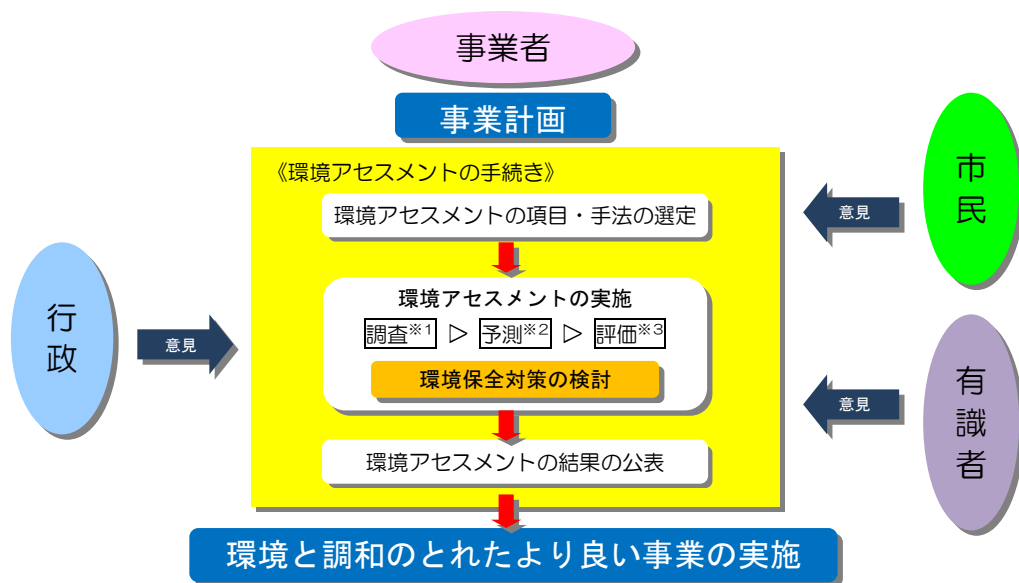 事業者
事業計画
《環境アセスメントの手続き》
環境アセスメントの項目・手法の選定
環境アセスメントの実施
調査※1 ▷ 予測※2 ▷ 評価※3
環境保全対策の検討
環境アセスメントの結果の公表
環境と調和のとれたより良い事業の実施
行政
意見
市民
意見
有識者
意見